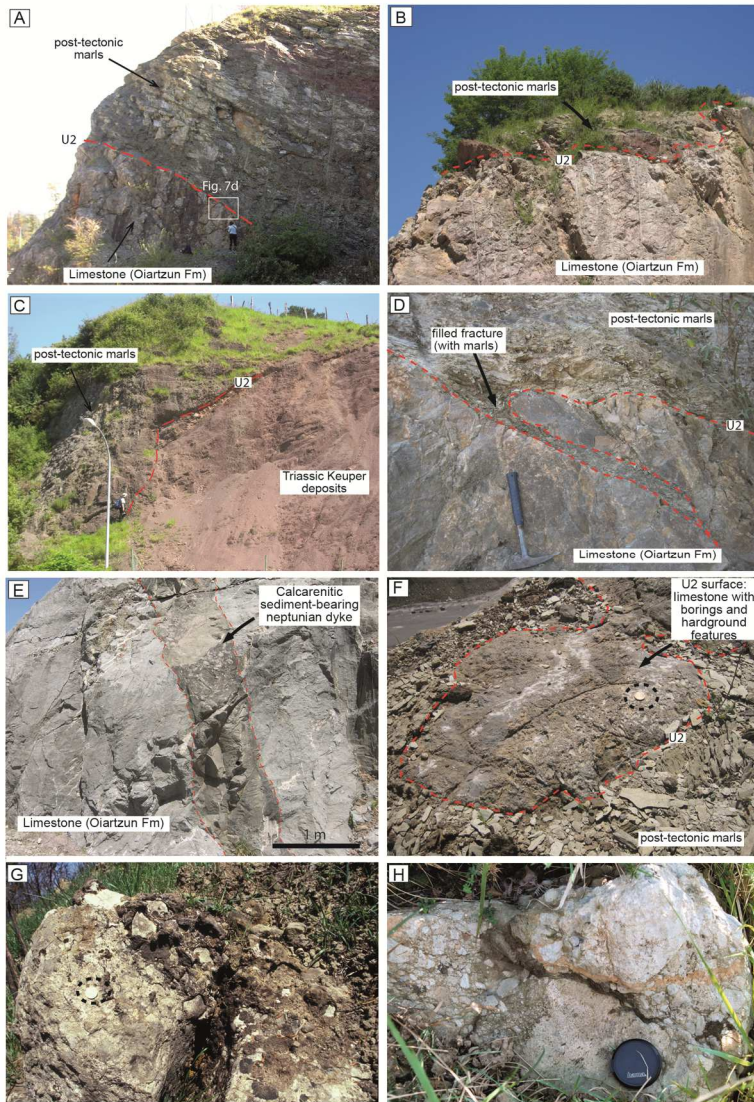 A
post-tectonic
marls
U2
Fig. 7d
Limestone (Oiartzun Fm)
B
post-tectonic marls
U2
Limestone (Oiartzun Fm)
C
post-tectonic
marls
U2
Triassic Keuper
deposits
D
post-tectonic marls
filled fracture
(with marls)
U2
Limestone (Oiartzun Fm)
E
Calcarenitic
sediment-bearing
neptunian dyke
Limestone (Oiartzun Fm)
1 m
F
U2 surface:
limestone with
borings and
hardground
features
U2
post-tectonic marls
G
H